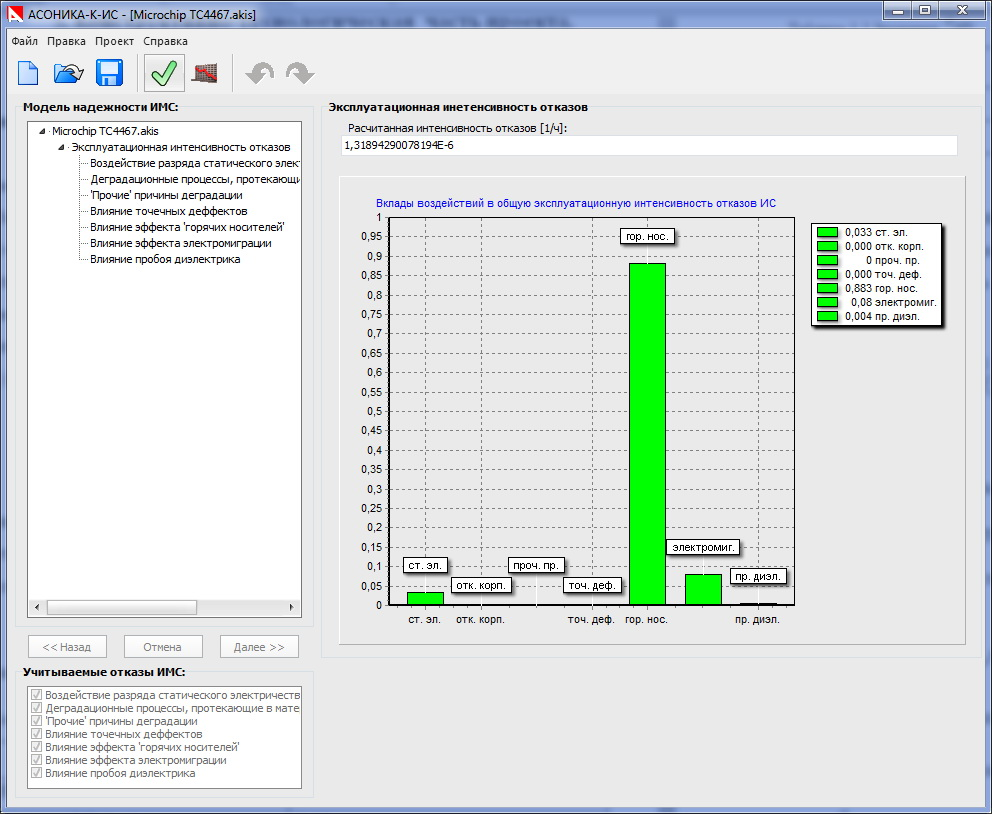 АСОНИКА-К-ИС - [Microchip TC4467.akis]
Файл Правка Проект Справка
Модель надежности ИМС:
Microchip TC4467.akis
Эксплуатационная интенсивность отказов
Воздействие разряда статического элект
Деградационные процессы, протекающи
'Прочие' причины деградации
Влияние точечных деффектов
Влияние эффекта 'горячих носителей'
Влияние эффекта электромиграции
Влияние пробоя диэлектрика
<< Назад Отмена Далее >>
Учитываемые отказы ИМС:
Воздействие разряда статического электричеств
Деградационные процессы, протекающие в мате
'Прочие' причины деградации
Влияние точечных деффектов
Влияние эффекта 'горячих носителей'
Влияние эффекта электромиграции
Влияние пробоя диэлектрика
Эксплуатационная инетенсивность отказов
Расчитанная интенсивность отказов [1/ч]:
1,31894290078194E-6
Вклады воздействий в общую эксплуатационную интенсивность отказов ИС
1
0,95
0,9
0,85
0,8
0,75
0,7
0,65
0,6
0,55
0,5
0,45
0,4
0,35
0,3
0,25
0,2
0,15
0,1
0,05
0
гор. нос.
электромиг.
ст. эл.
проч. пр.
пр. диэл.
отк. корп.
точ. деф.
ст. эл. отк. корп. точ. деф. гор. нос. пр. диэл.
0,033 ст. эл.
0,000 отк. корп.
0 проч. пр.
0,000 точ. деф.
0,883 гор. нос.
0,08 электромиг.
0,004 пр. диэл.